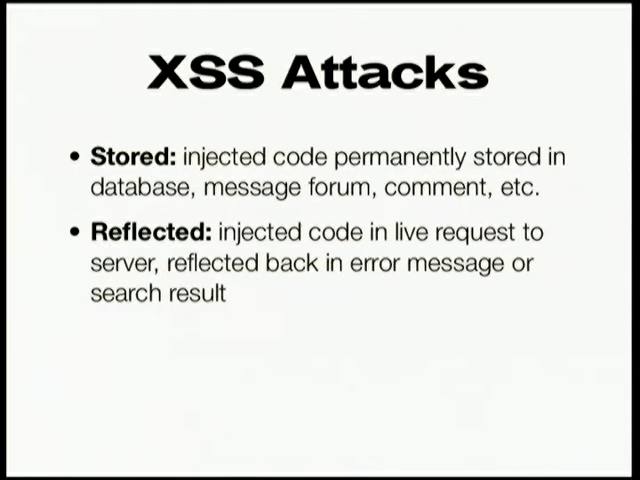 XSS Attacks
• Stored: injected code permanently stored in
database, message forum, comment, etc.
• Reflected: injected code in live request to
server, reflected back in error message or
search result